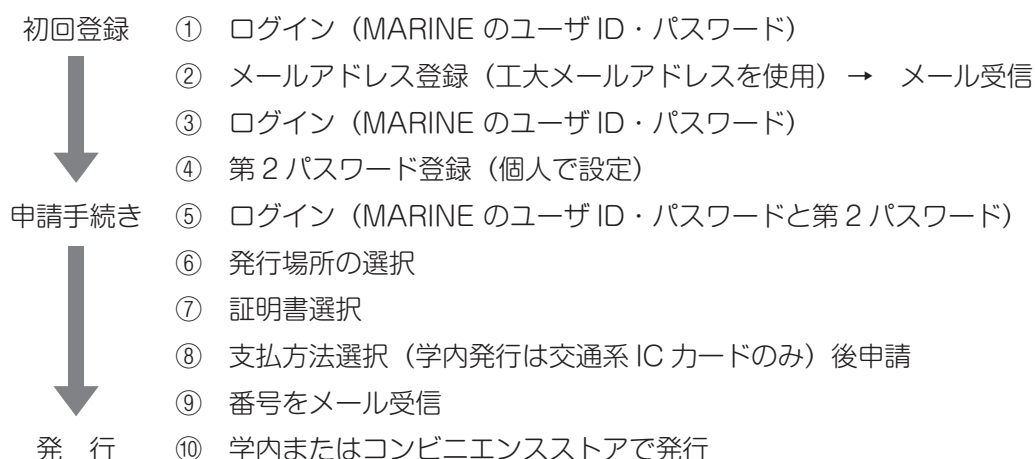 初回登録 ① ログイン（MARINE のユーザ ID・パスワード）
② メールアドレス登録（工大メールアドレスを使用）→ メール受信
③ ログイン（MARINE のユーザ ID・パスワード）
④ 第２パスワード登録（個人で設定）
申請手続き ⑤ ログイン（MARINE のユーザ ID・パスワードと第２パスワード）
⑥ 発行場所の選択
⑦ 証明書選択
⑧ 支払方法選択（学内発行は交通系 IC カードのみ）後申請
⑨ 番号をメール受信
発　行 ⑩ 学内またはコンビニエンスストアで発行